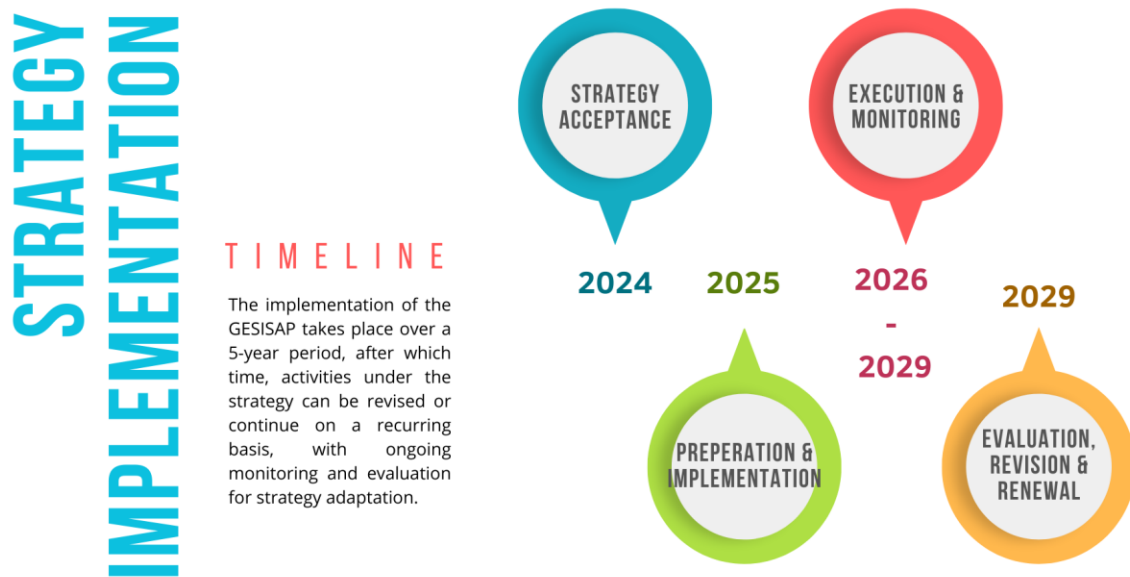 STRATEGY
IMPLEMENTATION
TIMELINE
The implementation of the
GESISAP takes place over a
5-year period, after which
time, activities under the
strategy can be revised or
continue on a recurring
basis, with ongoing
monitoring and evaluation
for strategy adaptation.
STRATEGY
ACCEPTANCE
2024
2025
PREPERATION &
IMPLEMENTATION
EXECUTION &
MONITORING
2026
-
2029
2029
EVALUATION,
REVISION &
RENEWAL